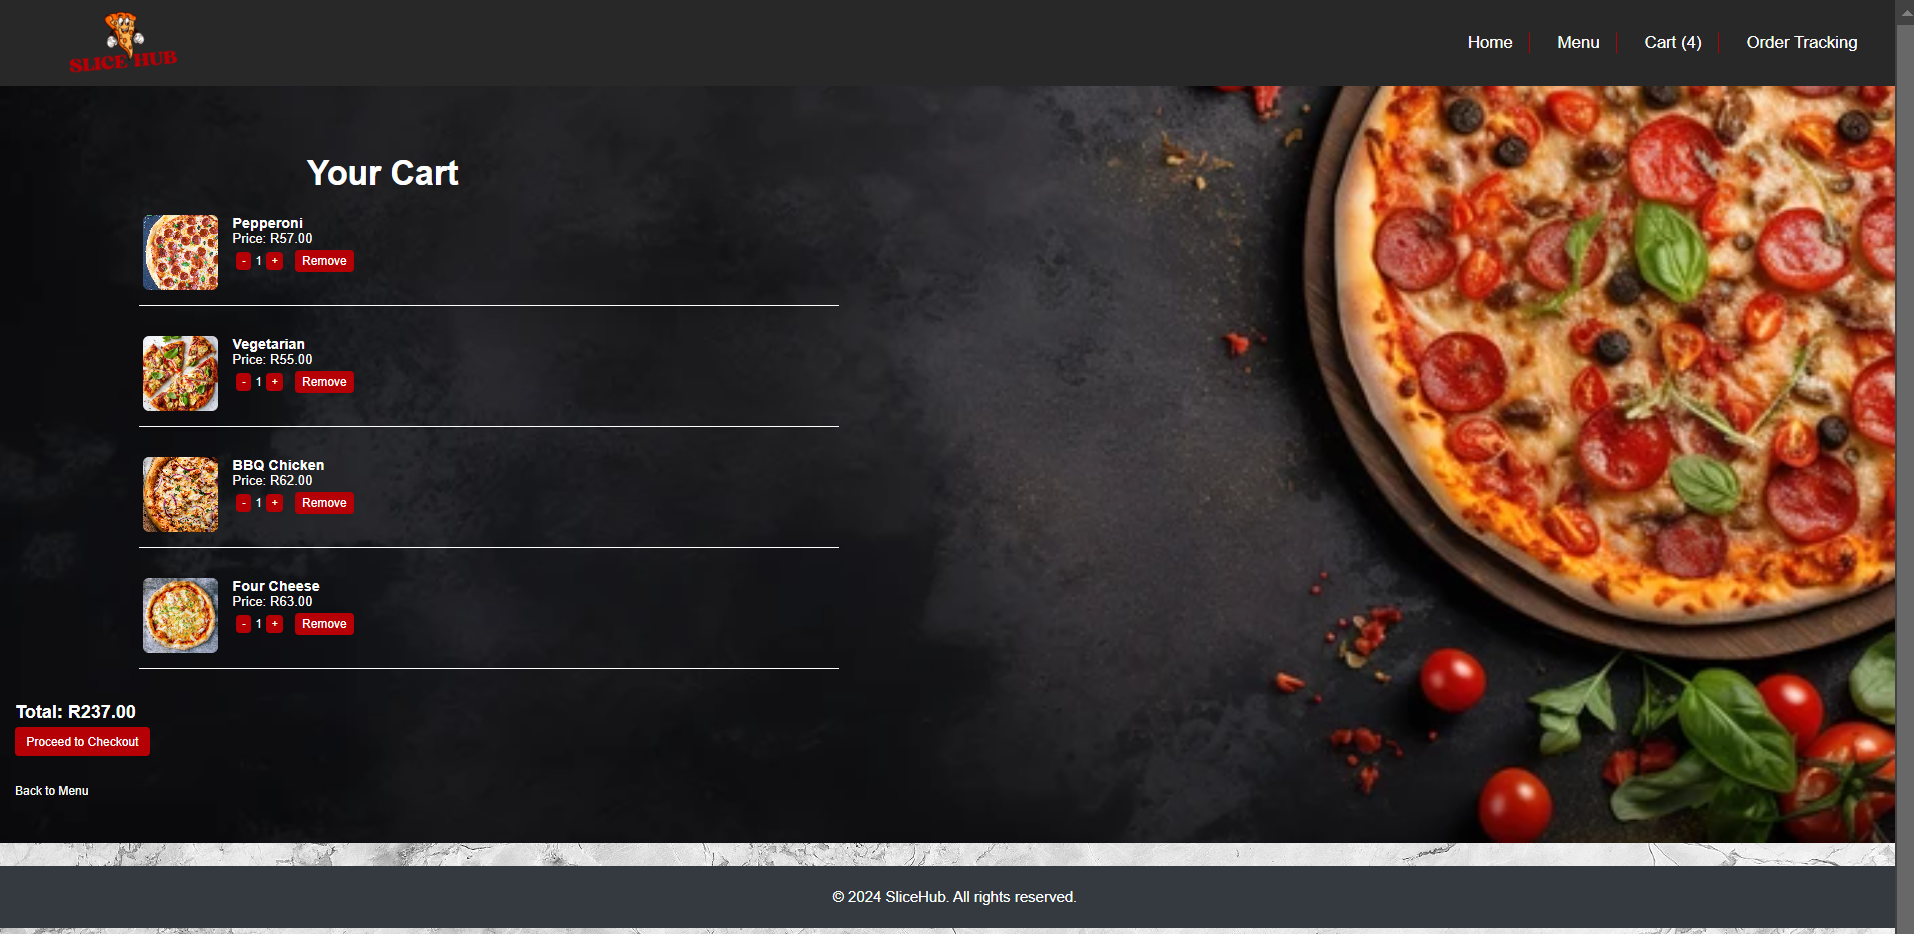 SLICE HUB
Home Menu Cart (4) Order Tracking
Your Cart
Pepperoni
Price: R57.00
- 1 + Remove
Vegetarian
Price: R55.00
- 1 + Remove
BBQ Chicken
Price: R62.00
- 1 + Remove
Four Cheese
Price: R63.00
- 1 + Remove
Total: R237.00
Proceed to Checkout
Back to Menu
© 2024 SliceHub. All rights reserved.